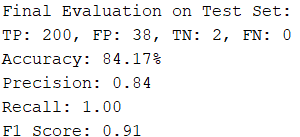 Final Evaluation on Test Set:
TP: 200, FP: 38, TN: 2, FN: 0
Accuracy: 84.17%
Precision: 0.84
Recall: 1.00
F1 Score: 0.91